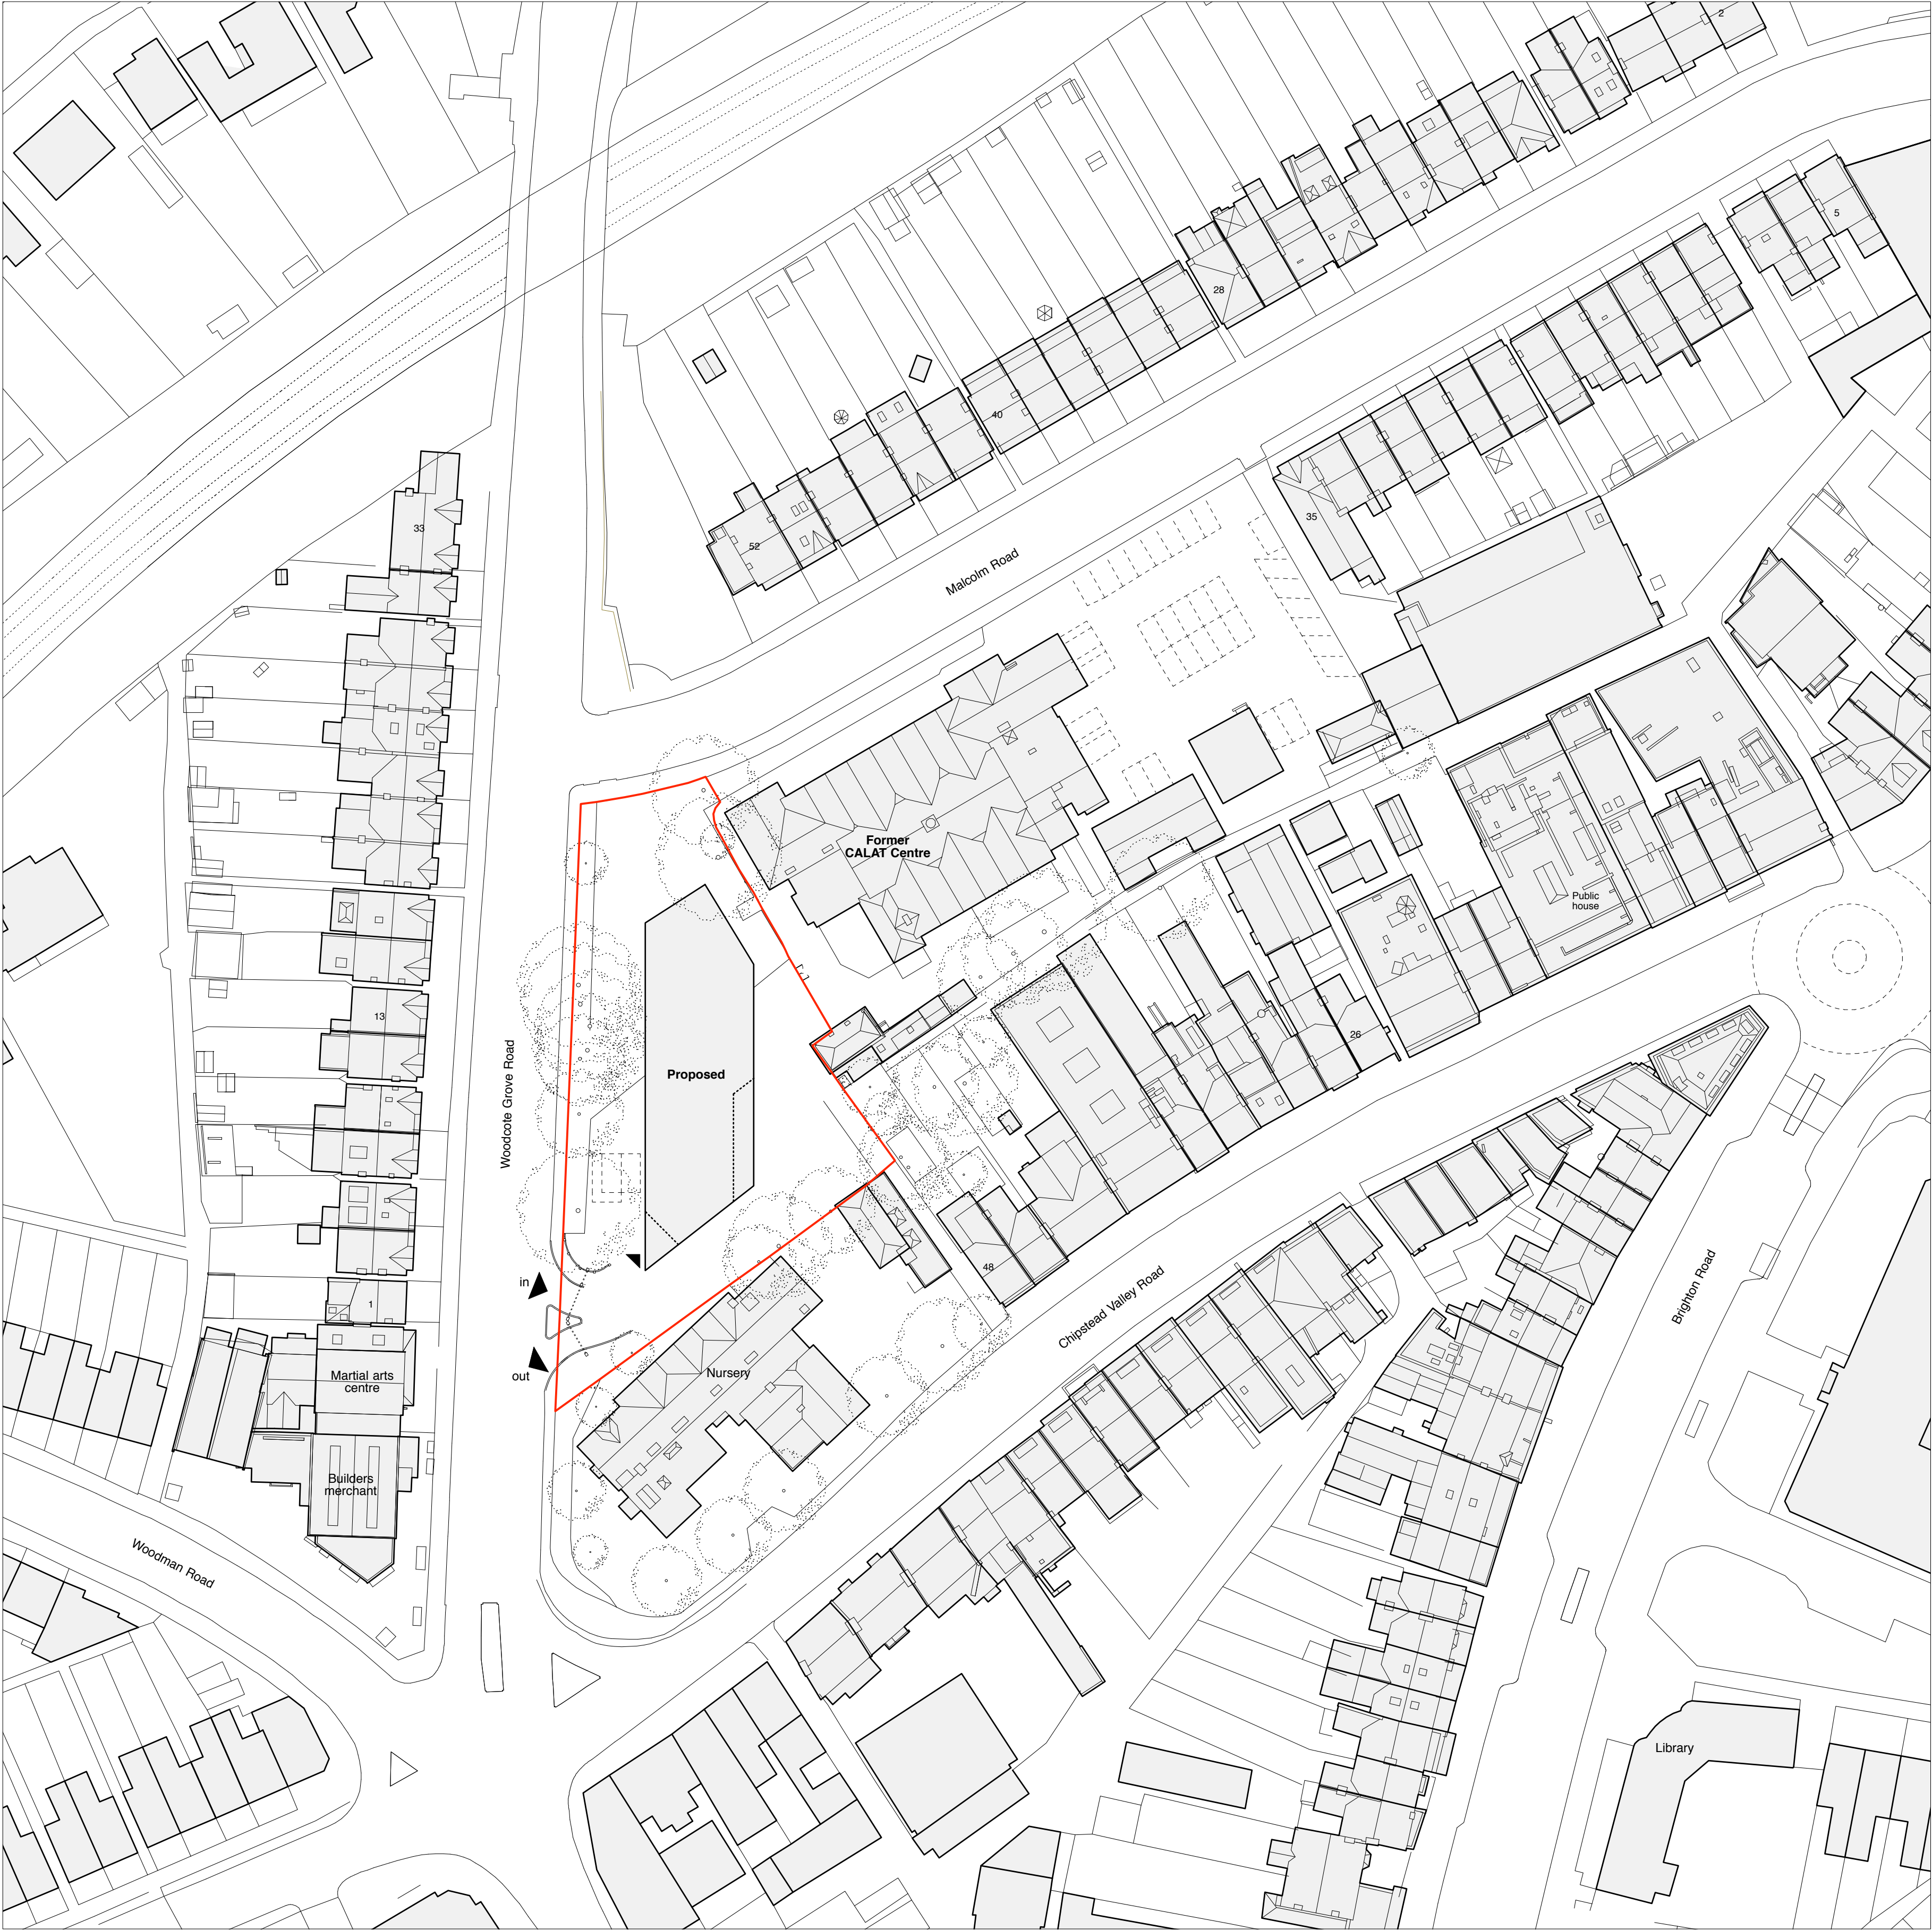 2
5
28
40
33
35
52
Malcolm Road
Former
CALAT Centre
Public
house
13
26
Woodcote Grove Road
Proposed
48
in
1
Chipstead Valley Road
Brighton Road
out
Nursery
Martial arts
centre
Builders
merchant
Woodman Road
Library